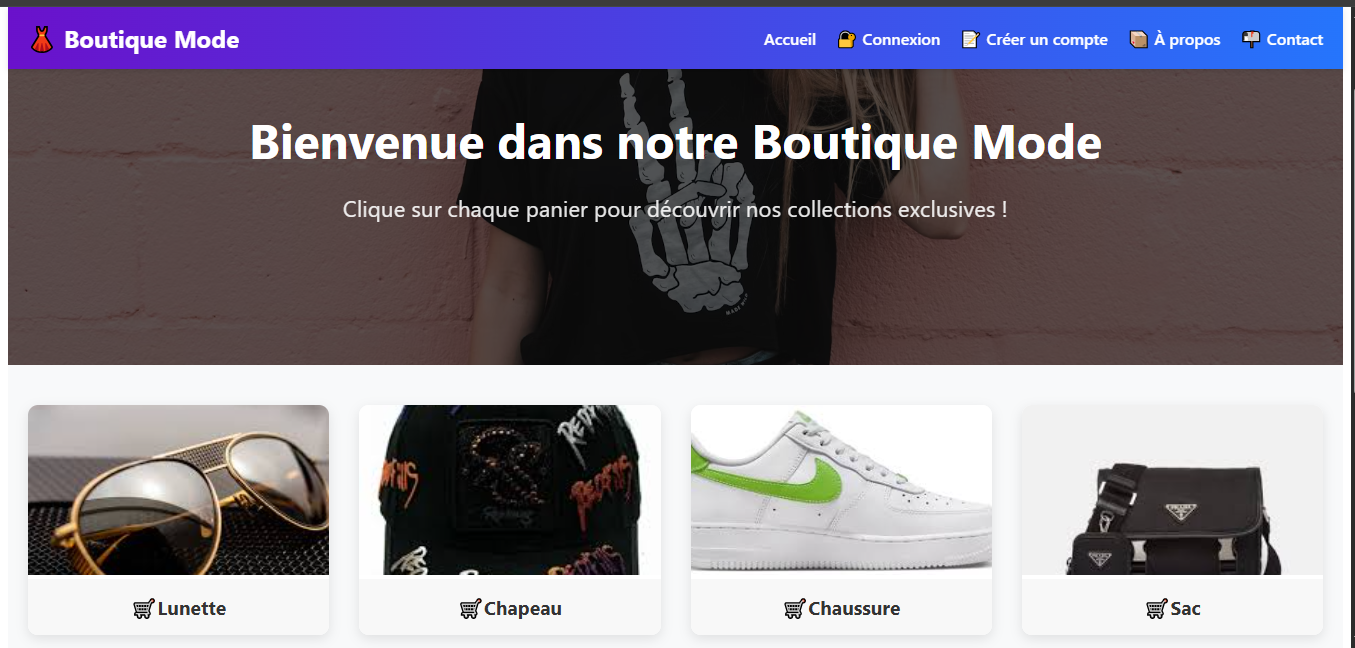 Boutique Mode
Accueil Connexion Créer un compte À propos Contact
Bienvenue dans notre Boutique Mode
Clique sur chaque panier pour découvrir nos collections exclusives !
Lunette Chapeau Chaussure Sac